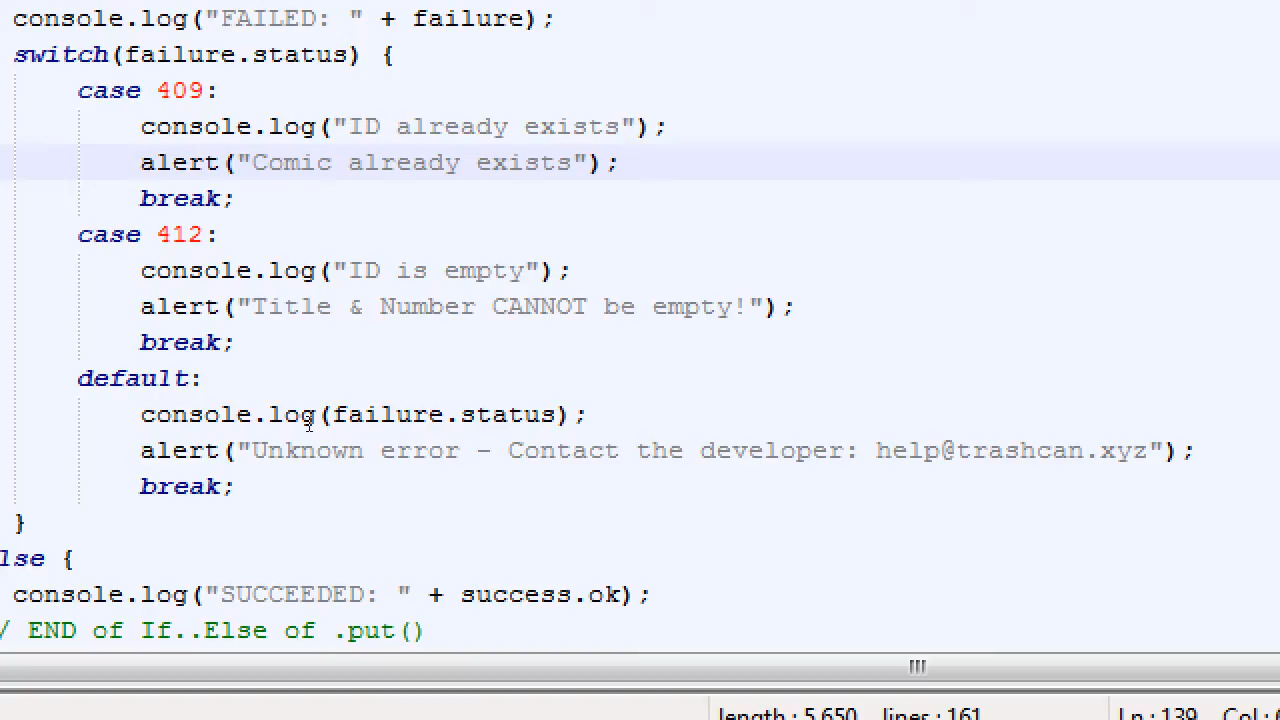 console.log("FAILED: " + failure);
switch(failure.status) {
case 409:
console.log("ID already exists");
alert("Comic already exists");
break;
case 412:
console.log("ID is empty");
alert("Title & Number CANNOT be empty!");
break;
default:
console.log(failure.status);
alert("Unknown error - Contact the developer: help@trashcan.xyz");
break;
}
lse {
console.log("SUCCEEDED: " + success.ok);
/ END of If..Else of .put()
length : 5,650 lines : 161 Ln : 139 Col :